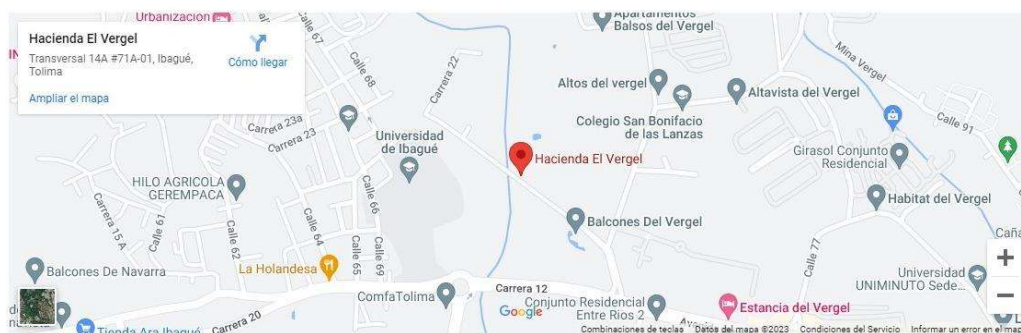 Urbanización
Hacienda El Vergel
Transversal 14A #71A-01, Ibagué,
Tolima
Cómo llegar
Ampliar el mapa
Calle 67
Calle 68
Carrera 22
Apartamentos
Balsos del Vergel
Altos del vergel
Altavista del Vergel
Mina Vergel
Calle 91
Colegio San Bonifacio
de las Lanzas
Carrera 23a
Carrera 23
Universidad
de Ibagué
Hacienda El Vergel
Girasol Conjunto
Residencial
HILO AGRICOLA
GEREMPACA
Habitat del Vergel
Calle 61
Carrera 15 A
Calle 62
Calle 64
Calle 66
Balcones Del Vergel
Calle 77
Calle 65
Calle 69
Balcones De Navarra
La Holandesa
Carrera 12
ComfaTolima
Google
Conjunto Residencial
Entre Rios 2
Estancia del Vergel
Universidad
UNIMINUTO Sede...
Tienda Ara Ibagué
Carrera 20
Combinaciones de teclas
Datos del mapa ©2023
Condiciones del Servicio
Informar un error en el mapa